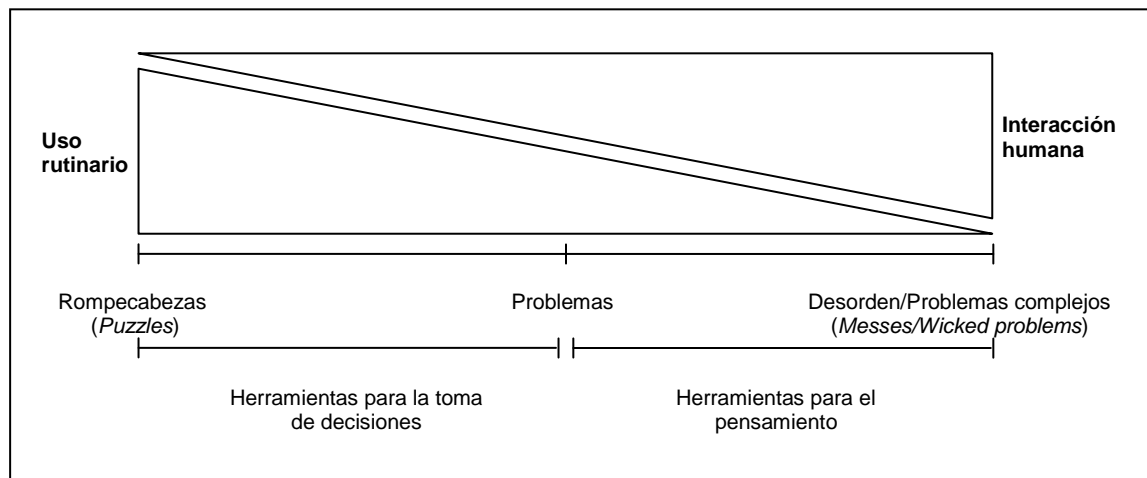 Uso
rutinario
Interacción
humana
Rompecabezas
(Puzzles)
Problemas
Desorden/Problemas complejos
(Messes/Wicked problems)
Herramientas para la toma
de decisiones
Herramientas para el
pensamiento